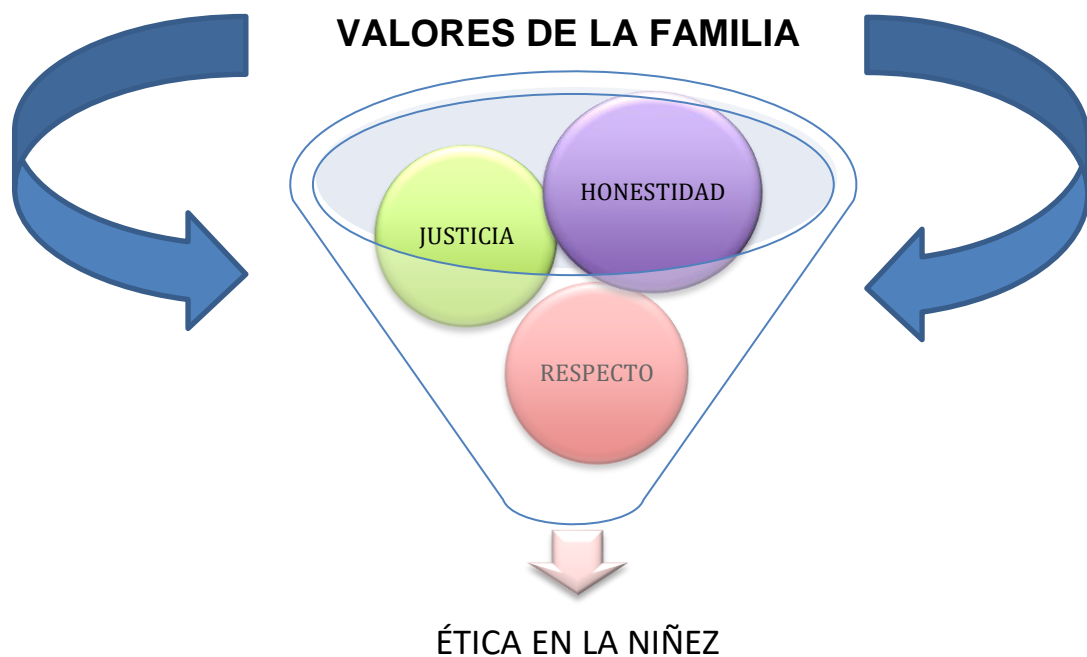 VALORES DE LA FAMILIA
HONESTIDAD
JUSTICIA
RESPECTO
ÉTICA EN LA NIÑEZ